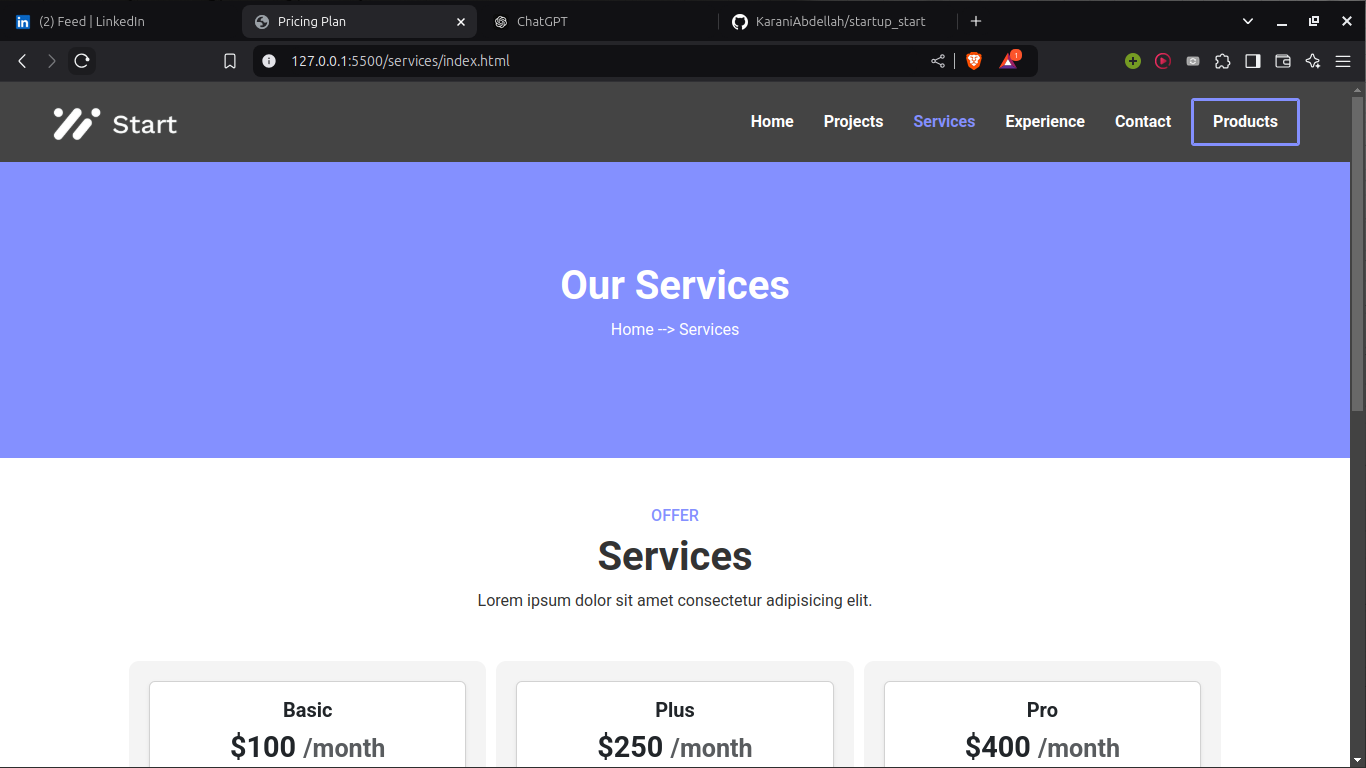 (2) Feed | LinkedIn
Pricing Plan
ChatGPT
KaraniAbdellah/startup_start
127.0.0.1:5500/services/index.html
1
Start
Home Projects Services Experience Contact Products
Our Services
Home --> Services
OFFER
Services
Lorem ipsum dolor sit amet consectetur adipisicing elit.
Basic
$100 /month
Plus
$250 /month
Pro
$400 /month